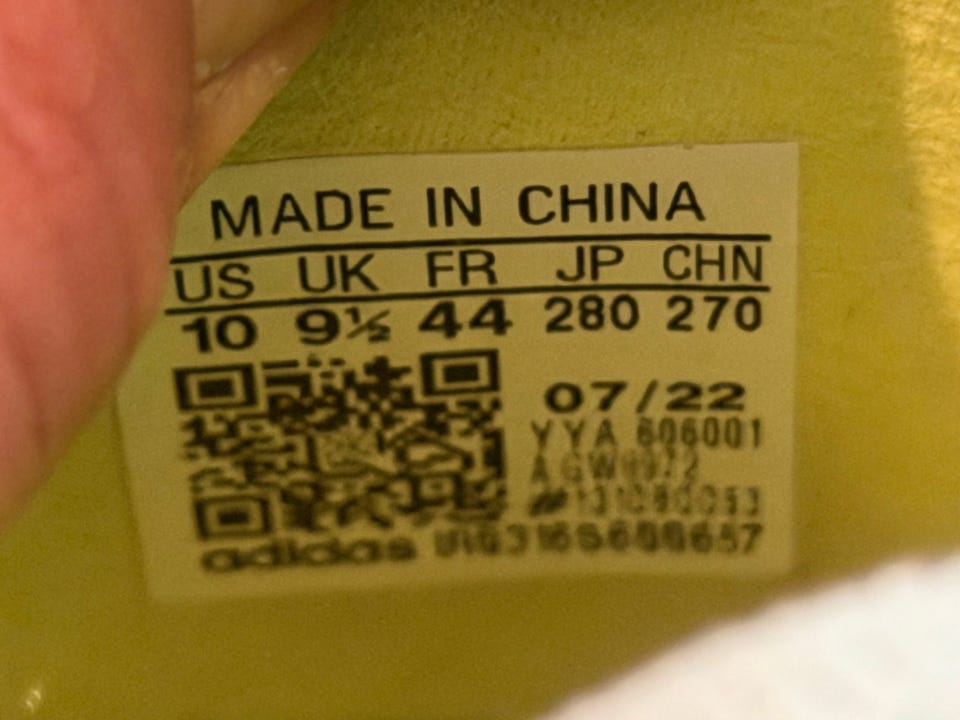 MADE IN CHINA
US UK FR JP CHN
10 9½ 44 280 270
07/22
YYA 606001
adidas